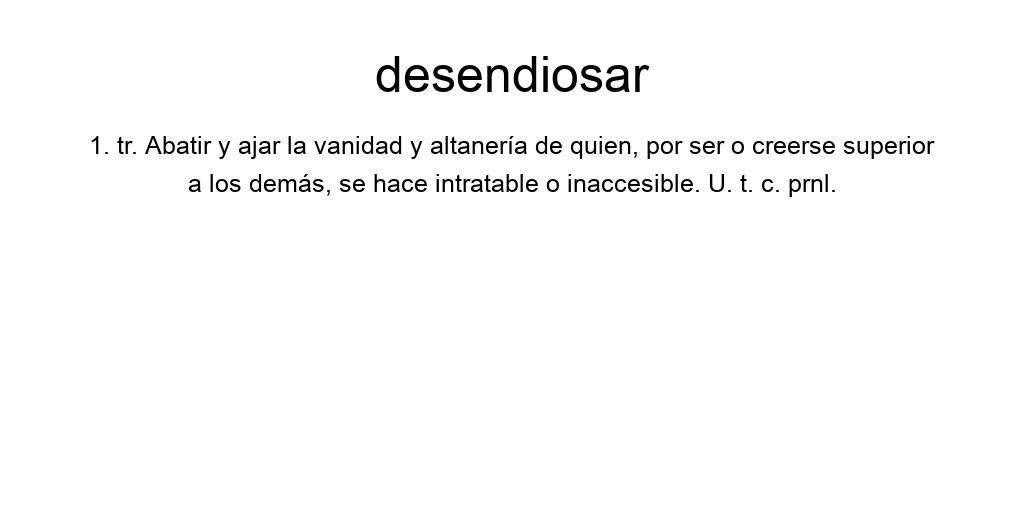 desendiosar
1. tr. Abatir y ajar la vanidad y altanería de quien, por ser o creerse superior
a los demás, se hace intratable o inaccesible. U. t. c. prnl.